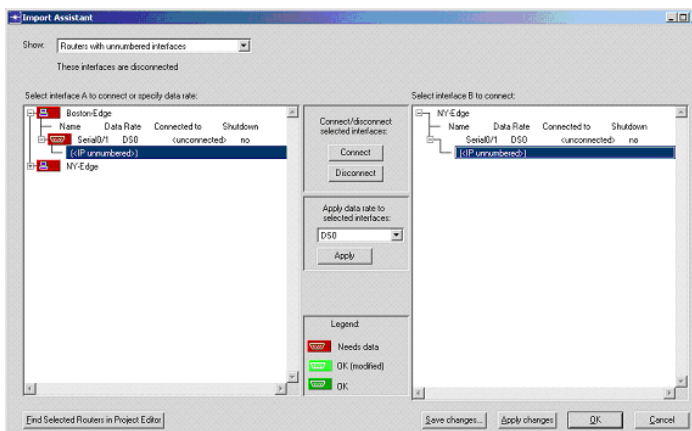 Import Assistant
Show: Routers with unnumbered interfaces
These interfaces are disconnected
Select interface A to connect or specify data rate:
Boston-Edge
Name Data Rate Connected to Shutdown
Serial0/1 DS0 <unconnected> no
(<IP unnumbered>)
NY-Edge
Connect/disconnect
selected interfaces:
Connect
Disconnect
Apply data rate to
selected interfaces:
DS0
Apply
Legend:
Needs data
OK (modified)
OK
Select interface B to connect:
NY-Edge
Name Data Rate Connected to Shutdown
Serial0/1 DS0 <unconnected> no
(<IP unnumbered>)
Find Selected Routers in Project Editor
Save changes...
Apply changes
OK
Cancel